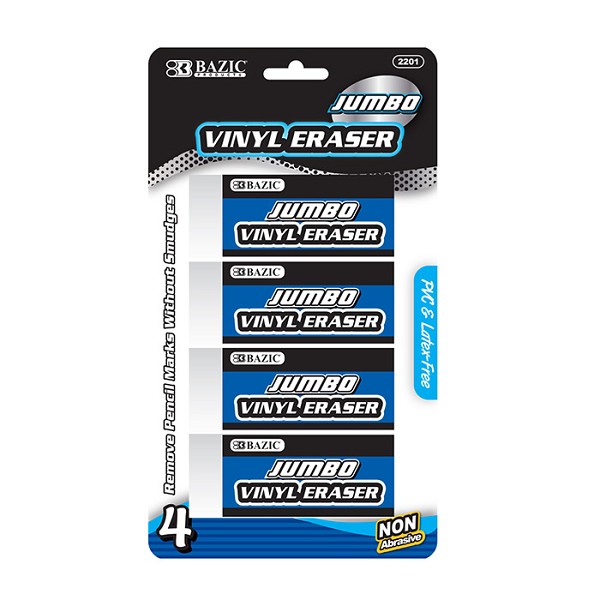 BAZIC
PRODUCTS
2201
JUMBO
VINYL ERASER
Remove Pencil Marks Without Smudges
BAZIC
JUMBO
VINYL ERASER
BAZIC
JUMBO
VINYL ERASER
BAZIC
JUMBO
VINYL ERASER
BAZIC
JUMBO
VINYL ERASER
PVC & Latex-Free
4
NON
Abrasive